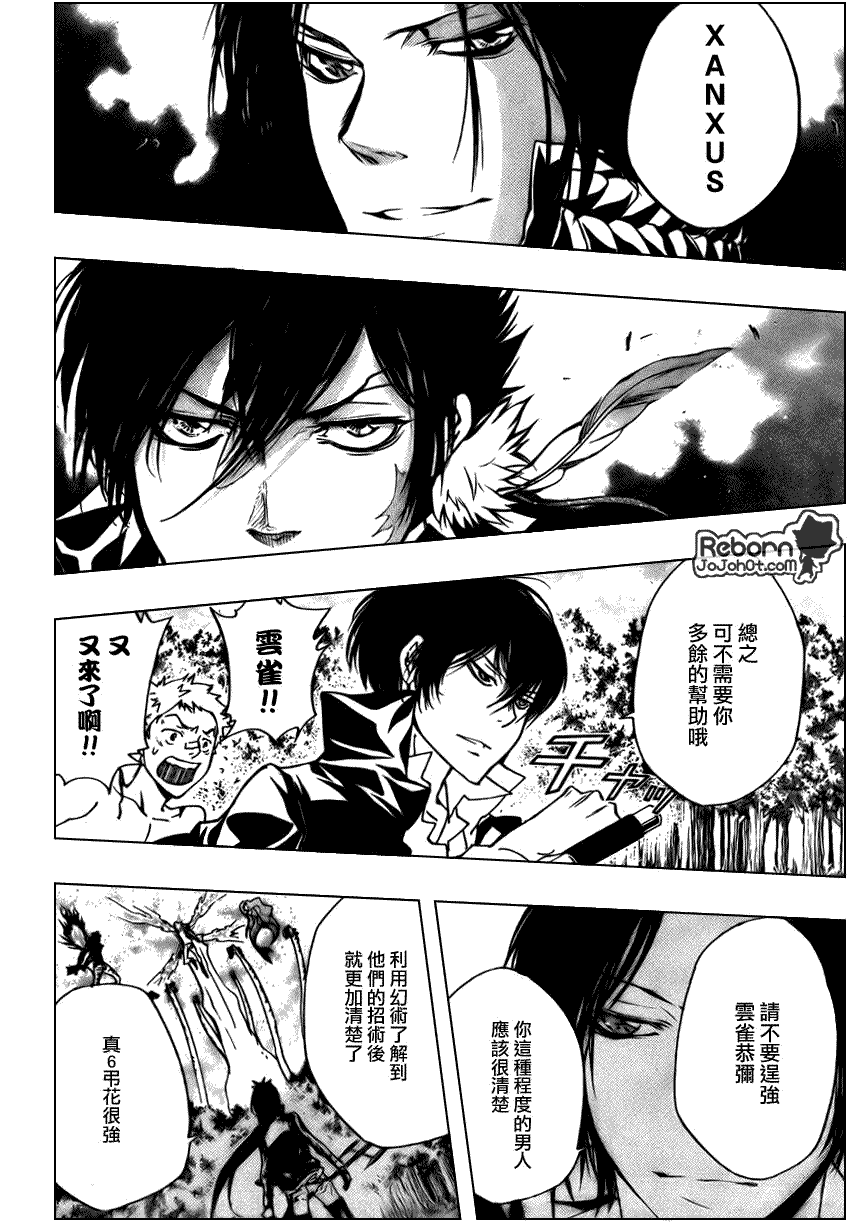 XANXUS
Reborn
JoJohOt.com
總之
可不需要你
多餘的幫助哦
雲雀!!
又
又來了啊!!
請不要逞強
雲雀恭彌
你這種程度的男人
應該很清楚
利用幻術了解到
他們的招術後
就更加清楚了
真6弔花很強